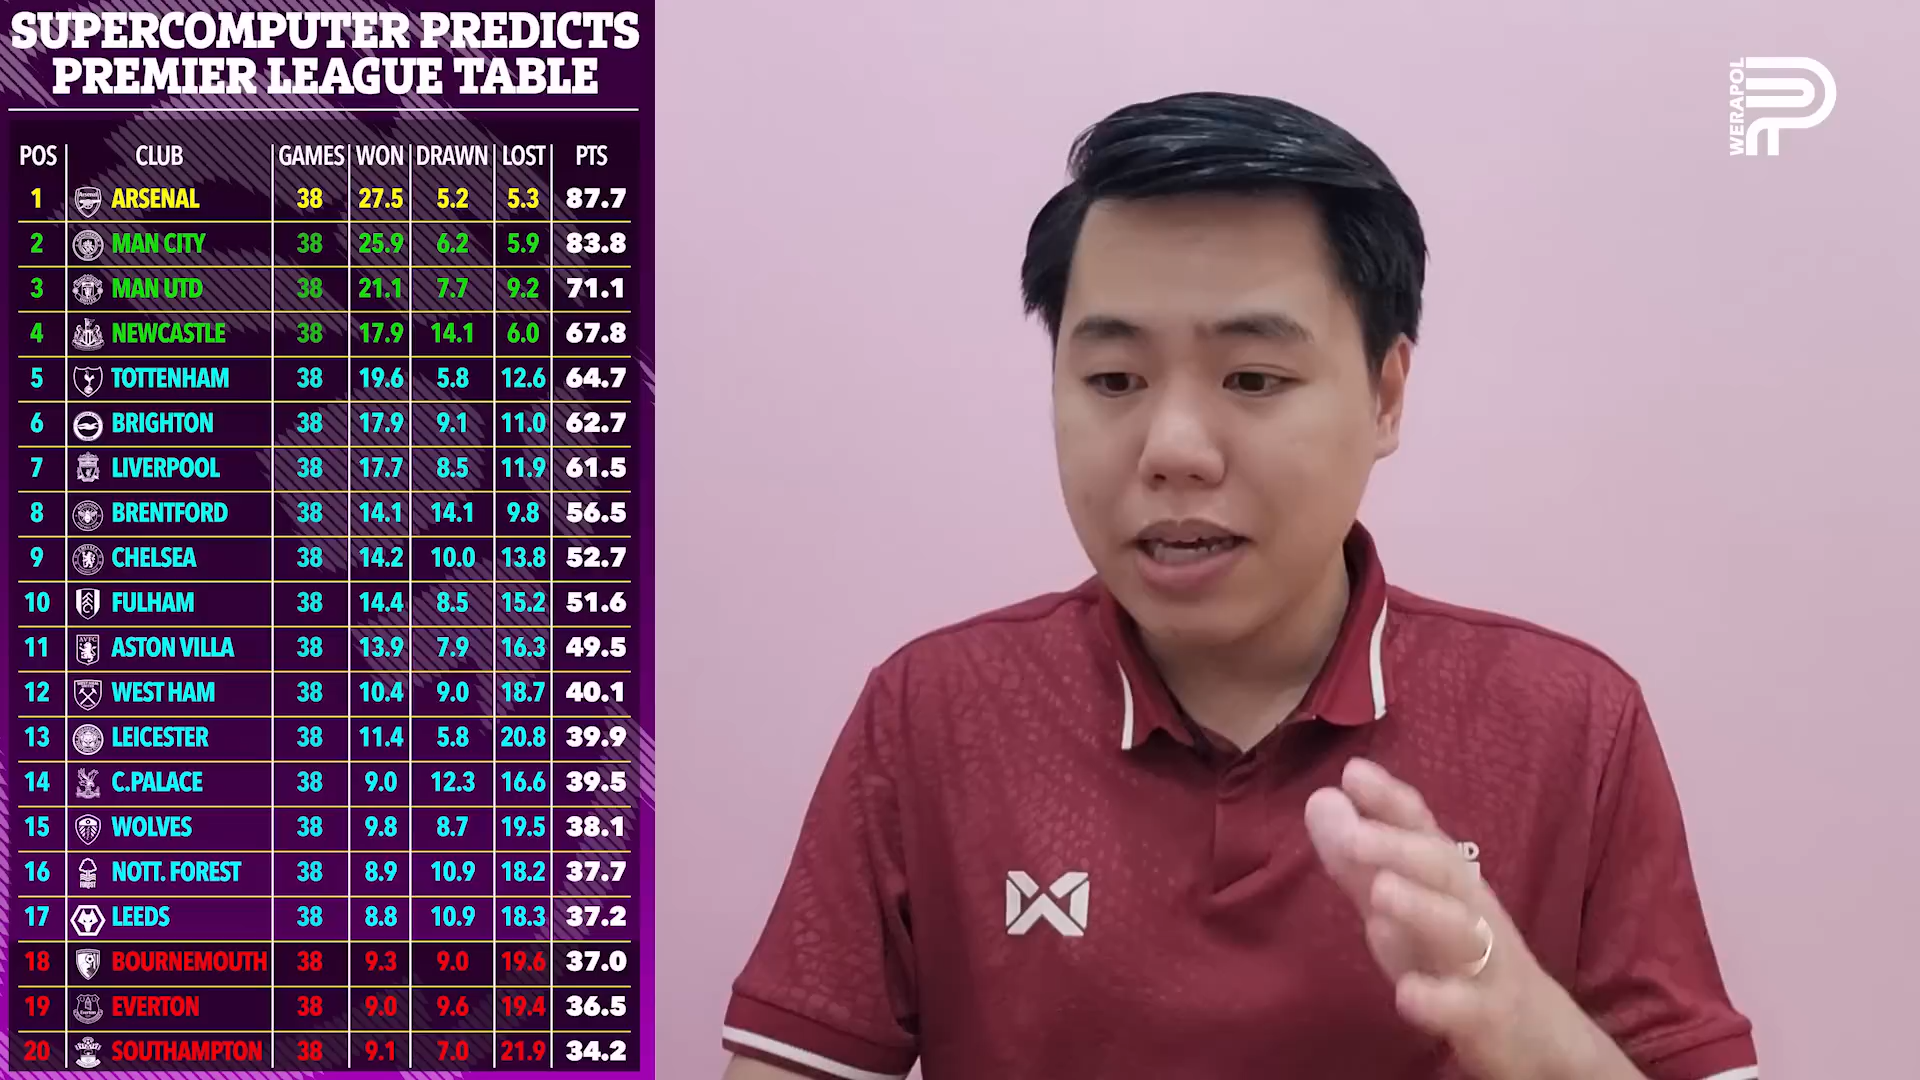 SUPERCOMPUTER PREDICTS
PREMIER LEAGUE TABLE
POS CLUB GAMES WON DRAWN LOST PTS
1 ARSENAL 38 27.5 5.2 5.3 87.7
2 MAN CITY 38 25.9 6.2 5.9 83.8
3 MAN UTD 38 21.1 7.7 9.2 71.1
4 NEWCASTLE 38 17.9 14.1 6.0 67.8
5 TOTTENHAM 38 19.6 5.8 12.6 64.7
6 BRIGHTON 38 17.9 9.1 11.0 62.7
7 LIVERPOOL 38 17.7 8.5 11.9 61.5
8 BRENTFORD 38 14.1 14.1 9.8 56.5
9 CHELSEA 38 14.2 10.0 13.8 52.7
10 FULHAM 38 14.4 8.5 15.2 51.6
11 ASTON VILLA 38 13.9 7.9 16.3 49.5
12 WEST HAM 38 10.4 9.0 18.7 40.1
13 LEICESTER 38 11.4 5.8 20.8 39.9
14 C.PALACE 38 9.0 12.3 16.6 39.5
15 WOLVES 38 9.8 8.7 19.5 38.1
16 NOTT. FOREST 38 8.9 10.9 18.2 37.7
17 LEEDS 38 8.8 10.9 18.3 37.2
18 BOURNEMOUTH 38 9.3 9.0 19.6 37.0
19 EVERTON 38 9.0 9.6 19.4 36.5
20 SOUTHAMPTON 38 9.1 7.0 21.9 34.2
WERAPOL